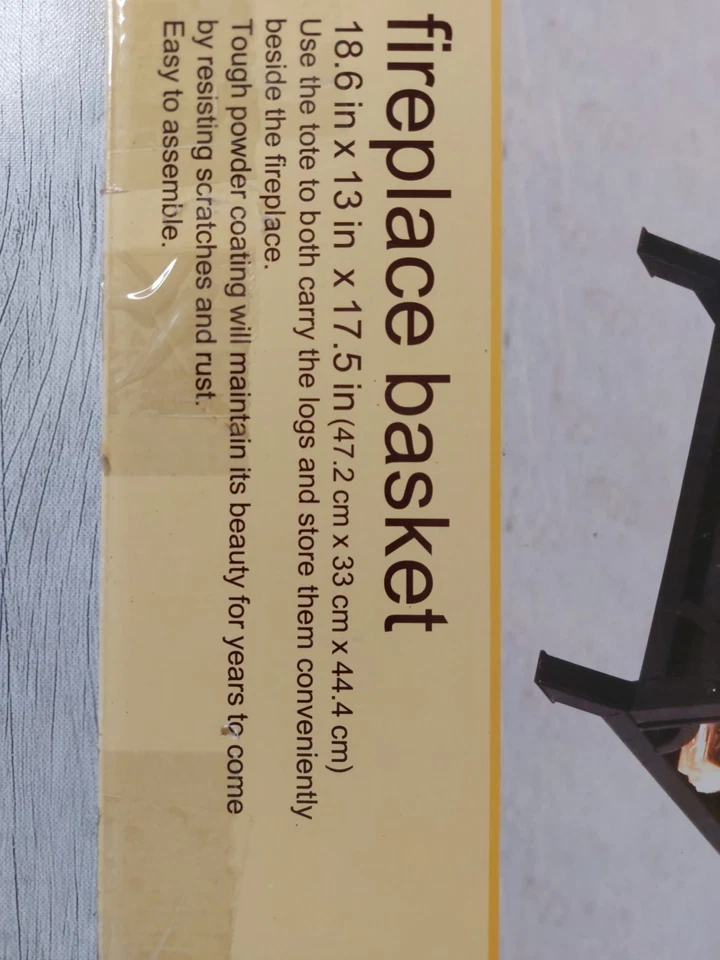 fireplace basket
18.6 in x 13 in x 17.5 in (47.2 cm x 33 cm x 44.4 cm)
Use the tote to both carry the logs and store them conveniently
beside the fireplace.
Tough powder coating will maintain its beauty for years to come
by resisting scratches and rust.
Easy to assemble.